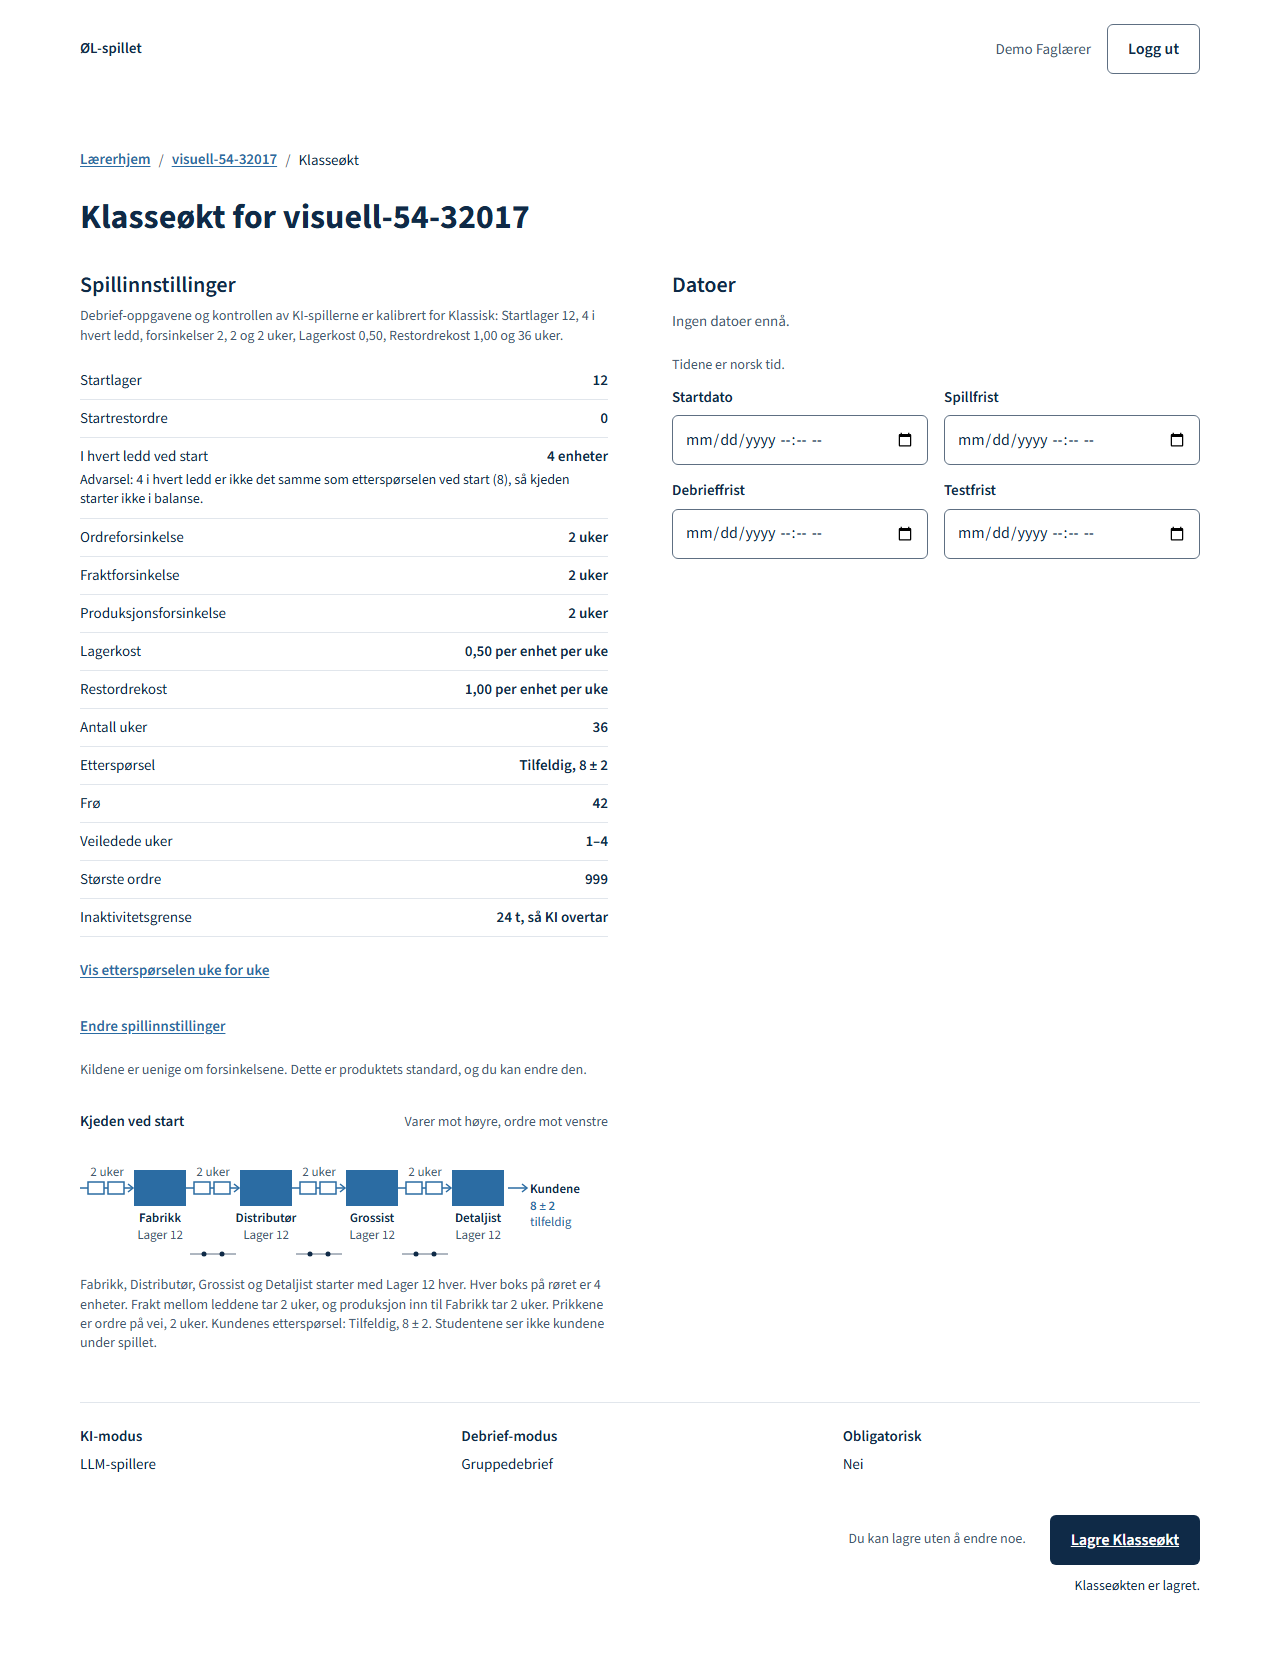 ØL-spillet
Demo Faglærer
Logg ut
Lærerhjem / visuell-54-32017 / Klasseøkt
Klasseøkt for visuell-54-32017
Spillinnstillinger
Debrief-oppgavene og kontrollen av KI-spillerne er kalibrert for Klassisk: Startlager 12, 4 i
hvert ledd, forsinkelser 2, 2 og 2 uker, Lagerkost 0,50, Restordrekost 1,00 og 36 uker.
Startlager 12
Startrestordre 0
I hvert ledd ved start 4 enheter
Advarsel: 4 i hvert ledd er ikke det samme som etterspørselen ved start (8), så kjeden
starter ikke i balanse.
Ordreforsinkelse 2 uker
Fraktforsinkelse 2 uker
Produksjonsforsinkelse 2 uker
Lagerkost 0,50 per enhet per uke
Restordrekost 1,00 per enhet per uke
Antall uker 36
Etterspørsel Tilfeldig, 8 ± 2
Frø 42
Veiledede uker 1–4
Største ordre 999
Inaktivitetsgrense 24 t, så KI overtar
Vis etterspørselen uke for uke
Endre spillinnstillinger
Kildene er uenige om forsinkelsene. Dette er produktets standard, og du kan endre den.
Kjeden ved start Varer mot høyre, ordre mot venstre
2 uker 2 uker 2 uker 2 uker
Kundene
8 ± 2
tilfeldig
Fabrikk Distributør Grossist Detaljist
Lager 12 Lager 12 Lager 12 Lager 12
Fabrikk, Distributør, Grossist og Detaljist starter med Lager 12 hver. Hver boks på røret er 4
enheter. Frakt mellom leddene tar 2 uker, og produksjon inn til Fabrikk tar 2 uker. Prikkene
er ordre på vei, 2 uker. Kundenes etterspørsel: Tilfeldig, 8 ± 2. Studentene ser ikke kundene
under spillet.
Datoer
Ingen datoer ennå.
Tidene er norsk tid.
Startdato Spillfrist
mm/dd/yyyy --:-- -- mm/dd/yyyy --:-- --
Debrieffrist Testfrist
mm/dd/yyyy --:-- -- mm/dd/yyyy --:-- --
KI-modus Debrief-modus Obligatorisk
LLM-spillere Gruppedebrief Nei
Du kan lagre uten å endre noe. Lagre Klasseøkt
Klasseøkten er lagret.